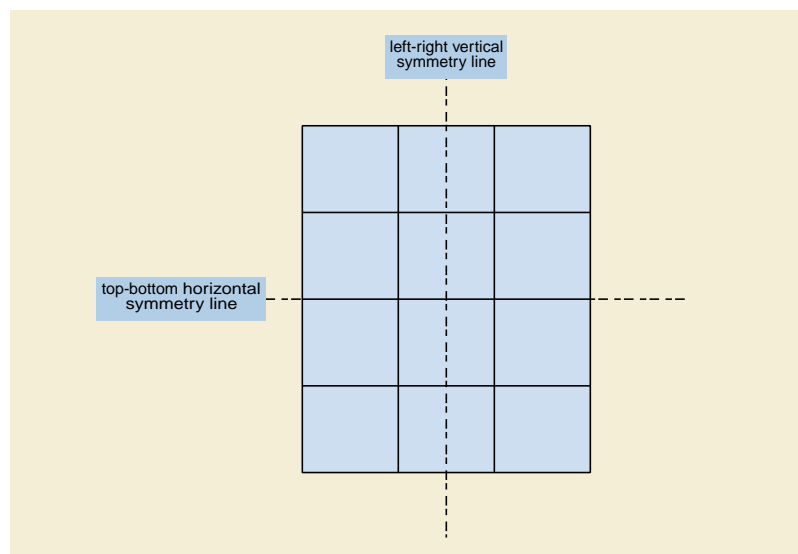 left-right vertical
symmetry line
top-bottom horizontal
symmetry line